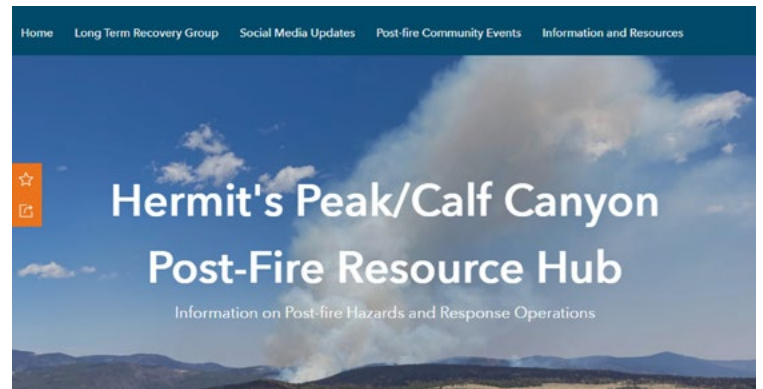 Home Long Term Recovery Group Social Media Updates Post-fire Community Events Information and Resources
Hermit's Peak/Calf Canyon
Post-Fire Resource Hub
Information on Post-fire Hazards and Response Operations